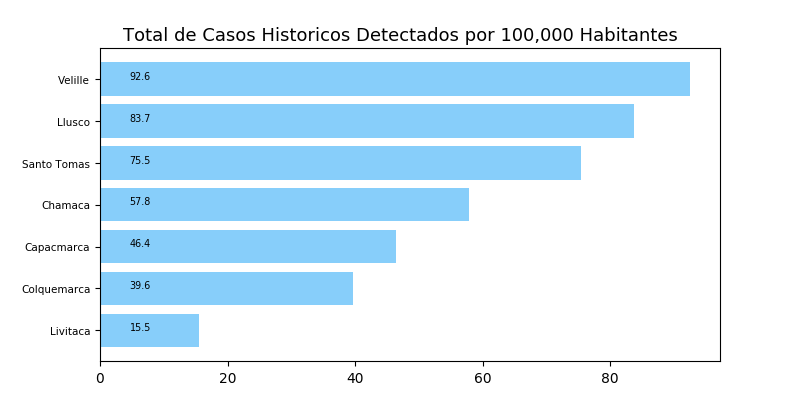 Total de Casos Historicos Detectados por 100,000 Habitantes
Velille 92.6
Llusco 83.7
Santo Tomas 75.5
Chamaca 57.8
Capacmarca 46.4
Colquemarca 39.6
Livitaca 15.5
0 20 40 60 80